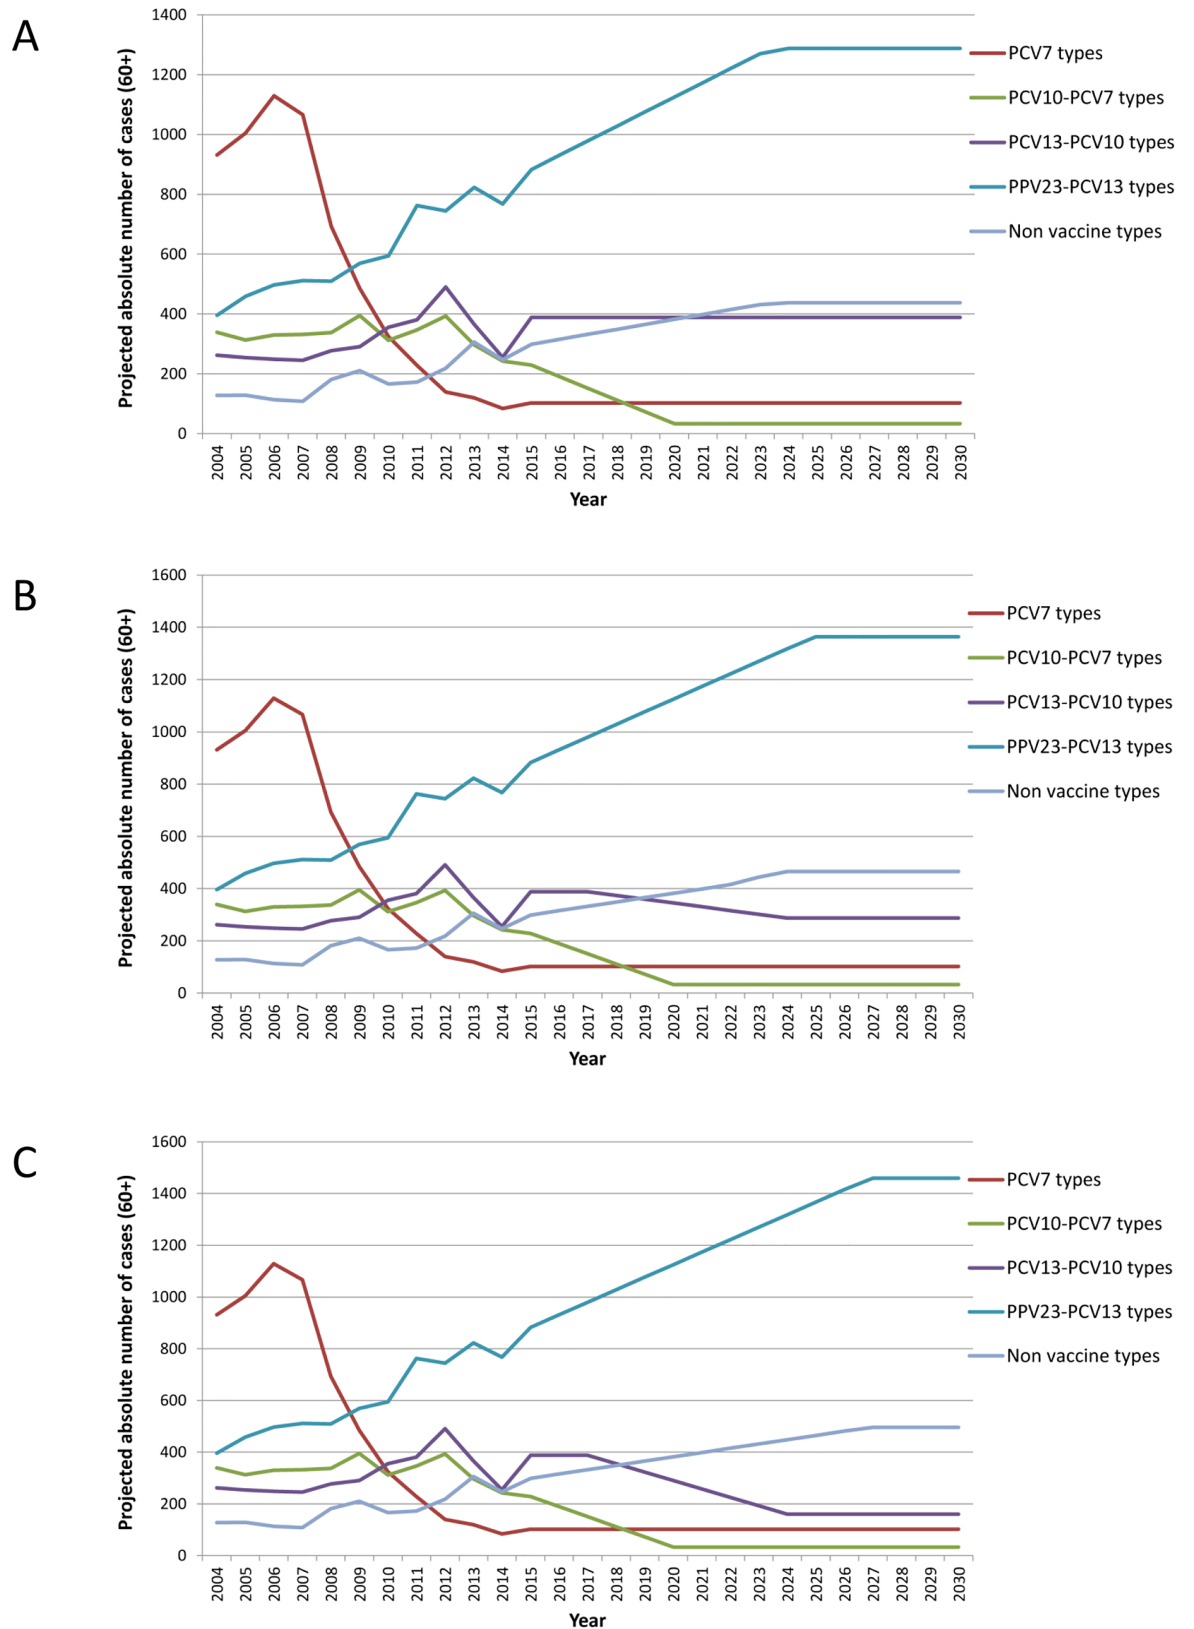 A
Projected absolute number of cases (60+)
1400
1200
1000
800
600
400
200
0
2004 2005 2006 2007 2008 2009 2010 2011 2012 2013 2014 2015 2016 2017 2018 2019 2020 2021 2022 2023 2024 2025 2026 2027 2028 2029 2030
Year
PCV7 types
PCV10-PCV7 types
PCV13-PCV10 types
PPV23-PCV13 types
Non vaccine types
B
Projected absolute number of cases (60+)
1600
1400
1200
1000
800
600
400
200
0
2004 2005 2006 2007 2008 2009 2010 2011 2012 2013 2014 2015 2016 2017 2018 2019 2020 2021 2022 2023 2024 2025 2026 2027 2028 2029 2030
Year
PCV7 types
PCV10-PCV7 types
PCV13-PCV10 types
PPV23-PCV13 types
Non vaccine types
C
Projected absolute number of cases (60+)
1600
1400
1200
1000
800
600
400
200
0
2004 2005 2006 2007 2008 2009 2010 2011 2012 2013 2014 2015 2016 2017 2018 2019 2020 2021 2022 2023 2024 2025 2026 2027 2028 2029 2030
Year
PCV7 types
PCV10-PCV7 types
PCV13-PCV10 types
PPV23-PCV13 types
Non vaccine types